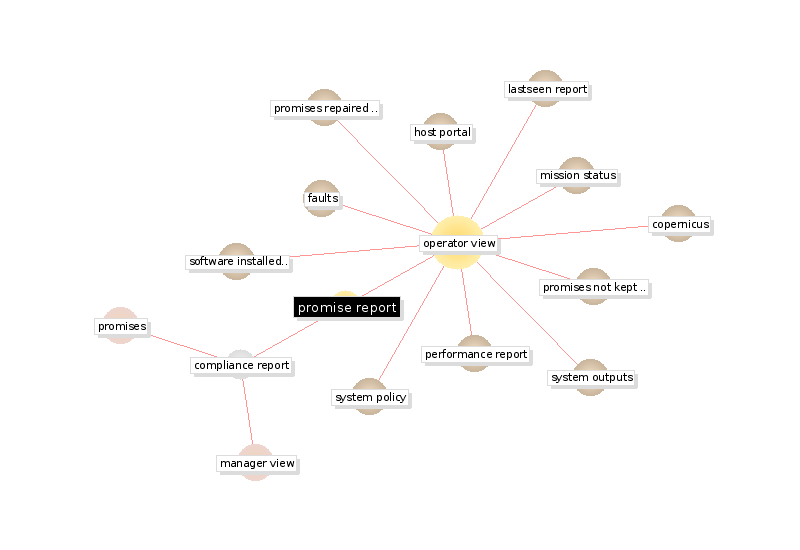 lastseen report
promises repaired ..
host portal
mission status
faults
copernicus
operator view
software installed..
promises not kept ..
promise report
promises
performance report
compliance report
system outputs
system policy
manager view